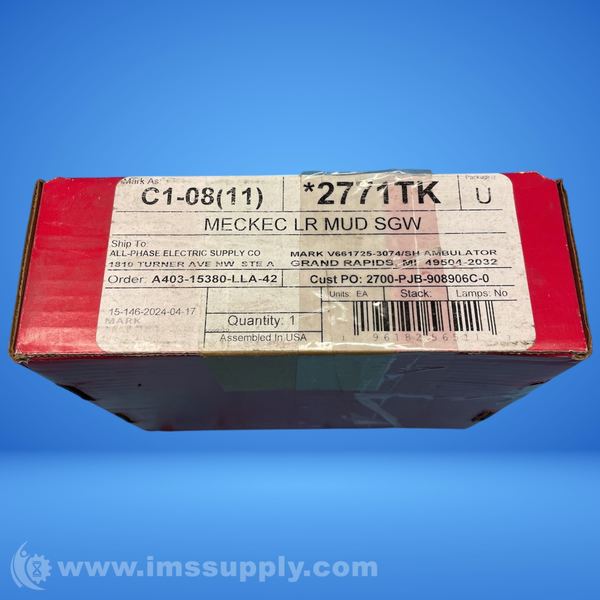 Mark As:
C1-08(11) *2771TK U
MECKEC LR MUD SGW
Ship To:
ALL-PHASE ELECTRIC SUPPLY CO MARK V661725-3074/SH AMBULATOR
1810 TURNER AVE NW STE A GRAND RAPIDS, MI 49504-2032
Order: A403-15380-LLA-42 Cust PO: 2700-PJB-908906C-0
Units: EA Stack: Lamps: No
15-146-2024-04-17
MARK
Quantity: 1
Assembled In USA
www.imssupply.com